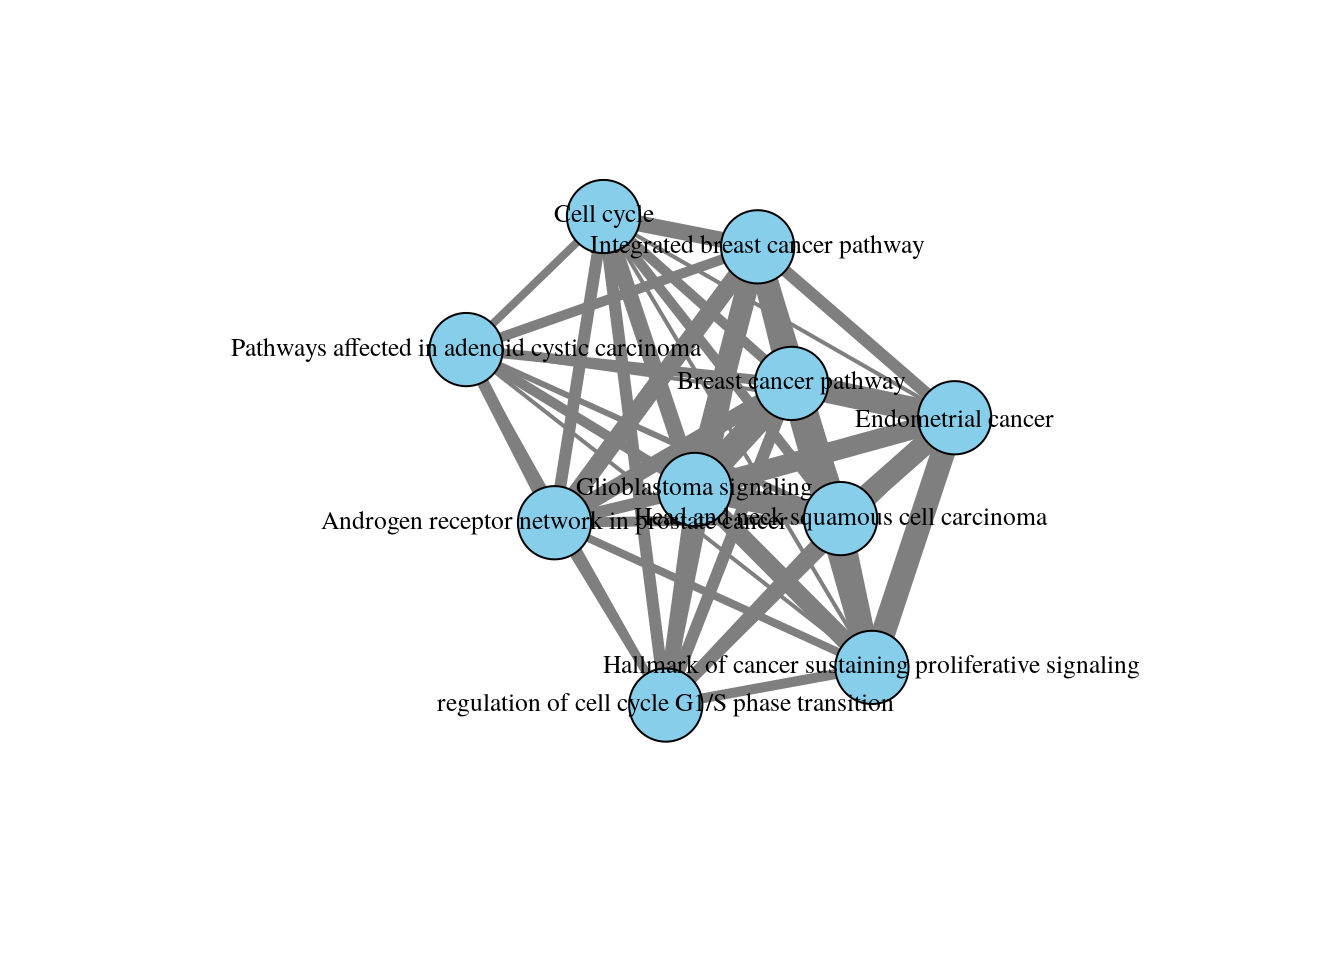 Cell cycle
Integrated breast cancer pathway
Pathways affected in adenoid cystic carcinoma
Breast cancer pathway
Endometrial cancer
Glioblastoma signaling
Head and neck squamous cell carcinoma
Androgen receptor network in prostate cancer
Hallmark of cancer sustaining proliferative signaling
regulation of cell cycle G1/S phase transition